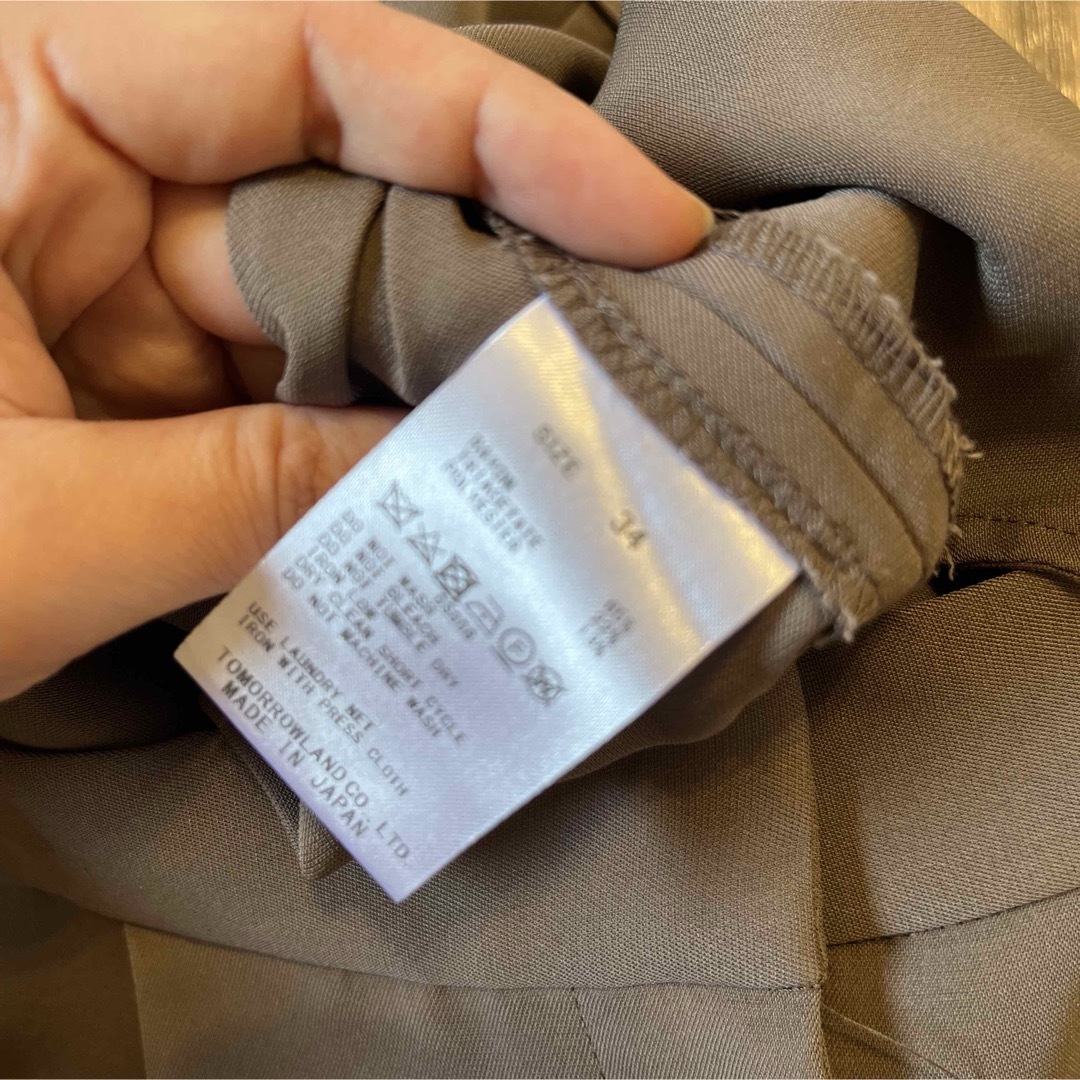 SIZE 34
RAYON
TRIACETATE
POLYESTER
DO NOT WASH
DO NOT BLEACH
DO NOT TUMBLE DRY
IRON LOW
DRY CLEAN SHORT CYCLE
DO NOT MACHINE WASH
USE LAUNDRY NET
IRON WITH PRESS CLOTH
TOMORROWLAND CO., LTD.
MADE IN JAPAN